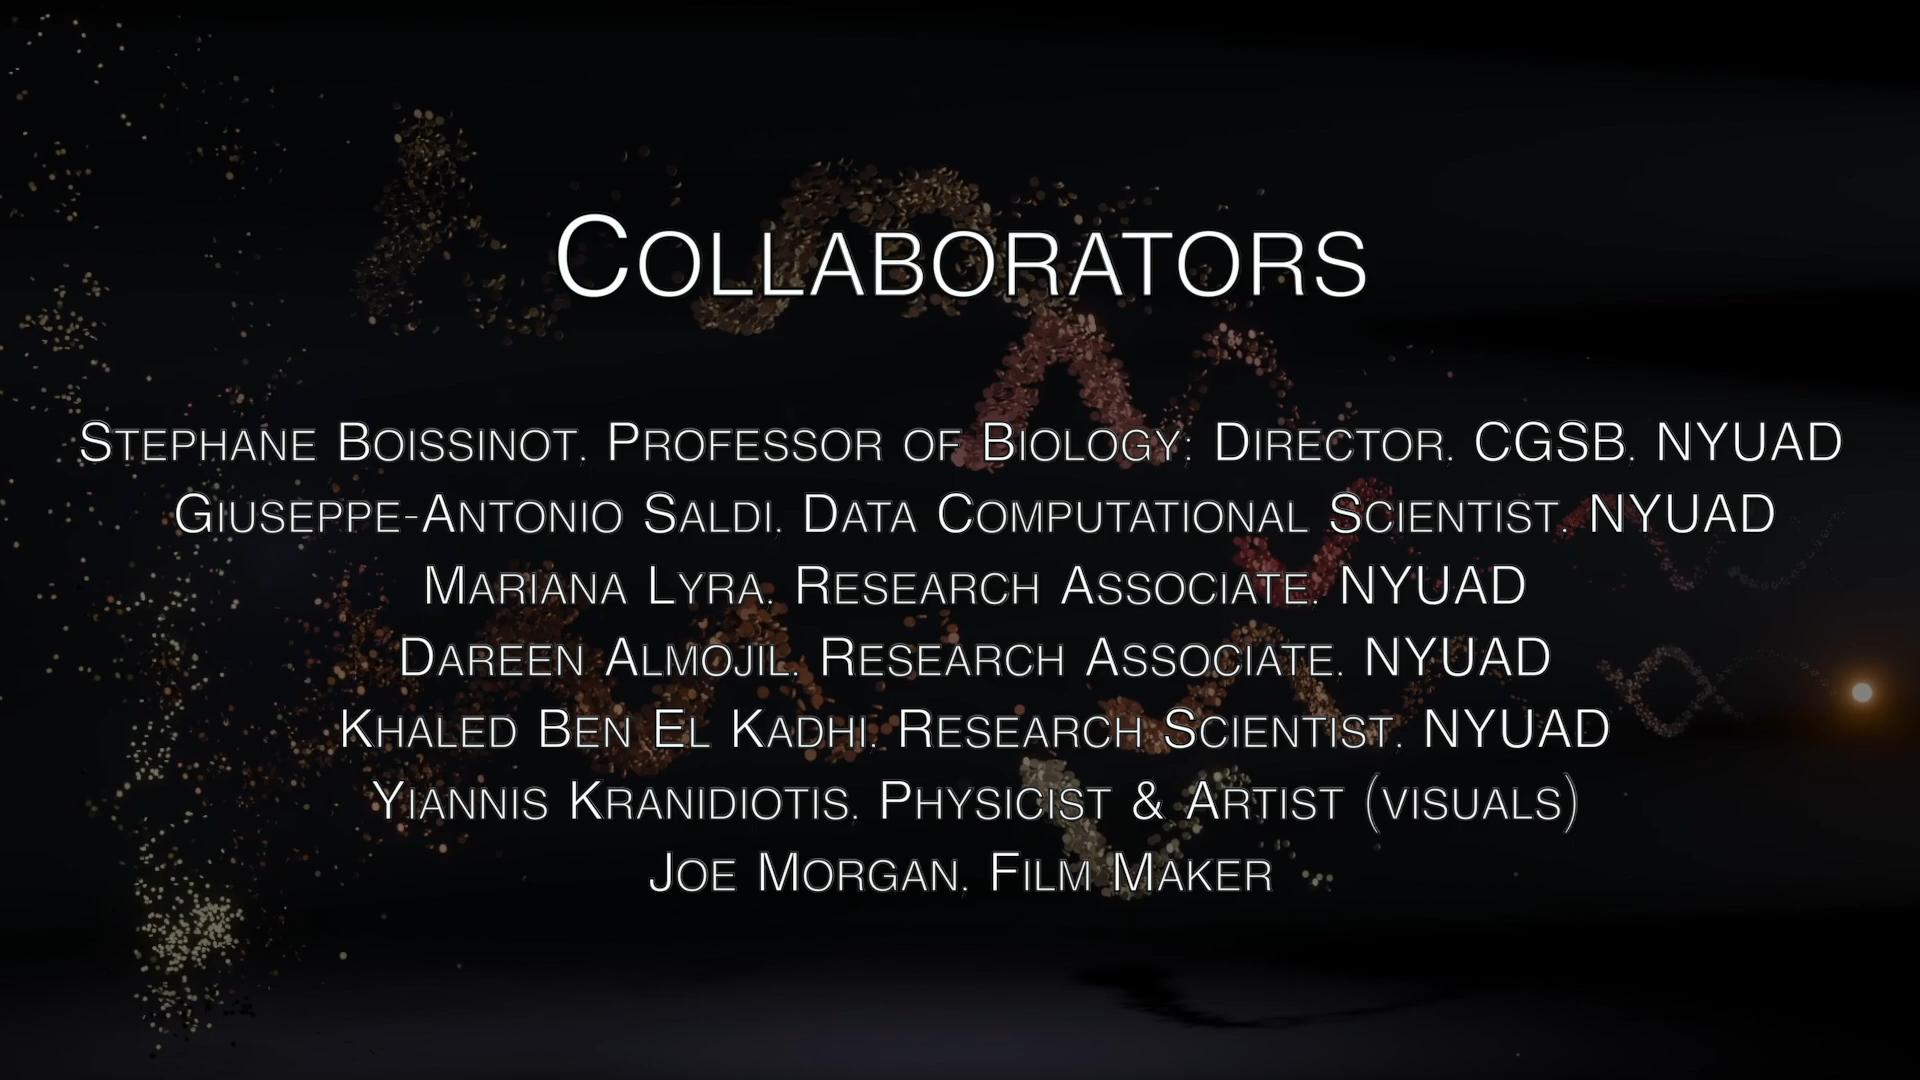 Collaborators
Stephane Boissinot, Professor of Biology; Director, CGSB, NYUAD
Giuseppe-Antonio Saldi, Data Computational Scientist, NYUAD
Mariana Lyra, Research Associate, NYUAD
Dareen Almojil, Research Associate, NYUAD
Khaled Ben El Kadhi, Research Scientist, NYUAD
Yiannis Kranidiotis, Physicist & Artist (visuals)
Joe Morgan, Film Maker